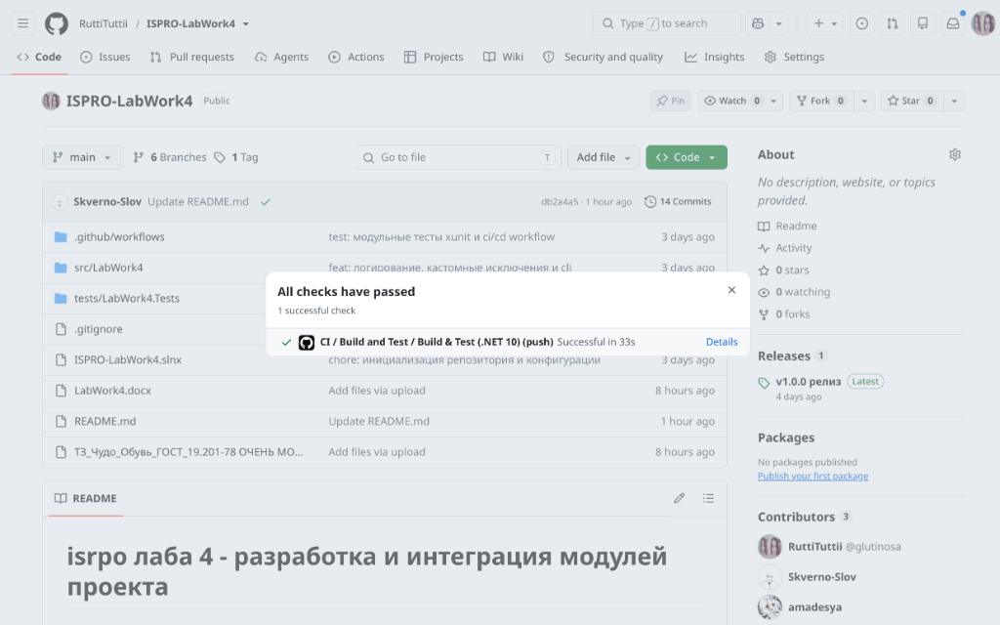 RuttiTutii / ISPRO-LabWork4
Type / to search
Code Issues Pull requests Agents Actions Projects Wiki Security and quality Insights Settings
ISPRO-LabWork4 Public
Pin Watch 0 Fork 0 Star 0
main 6 Branches 1 Tag
Go to file T
Add file Code
Skverno-Slov Update README.md db2a4a5 · 1 hour ago 14 Commits
.github/workflows test: модульные тесты xunit и ci/cd workflow 3 days ago
src/LabWork4 feat: логирование, кастомные исключения и cli 3 days ago
tests/LabWork4.Tests
All checks have passed
1 successful check
CI / Build and Test / Build & Test (.NET 10) (push) Successful in 33s Details
.gitignore
ISPRO-LabWork4.slnx chore: инициализация репозитория и конфигурации 3 days ago
LabWork4.docx Add files via upload 8 hours ago
README.md Update README.md 1 hour ago
ТЗ_Чудо_Обувь_ГОСТ_19.201-78 ОЧЕНЬ МО... Add files via upload 8 hours ago
README
isrpo лаба 4 - разработка и интеграция модулей
проекта
About
No description, website, or topics
provided.
Readme
Activity
0 stars
0 watching
0 forks
Releases 1
v1.0.0 релиз Latest
4 days ago
Packages
No packages published
Publish your first package
Contributors 3
RuttiTuttii @glutinosa
Skverno-Slov
amadesya